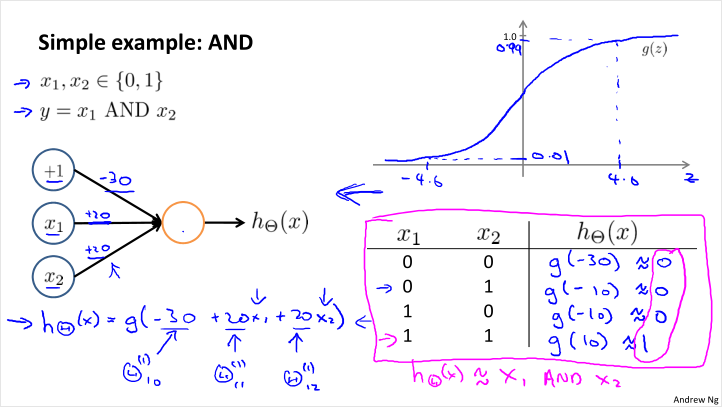 Simple example: AND
→ x₁, x₂ ∈ {0, 1}
→ y = x₁ AND x₂
1.0
0.99
g(z)
0.01
-4.6
4.6
z
+1
-30
x₁
+20
x₂
+20
h_Θ(x)
x₁ x₂ h_Θ(x)
0 0 g(-30) ≈ 0
→ 0 1 g(-10) ≈ 0
1 0 g(-10) ≈ 0
→ 1 1 g(10) ≈ 1
→ h_Θ(x) = g(-30 + 20x₁ + 20x₂) ←
Θ₁₀⁽¹⁾ Θ₁₁⁽¹⁾ Θ₁₂⁽¹⁾
h_Θ(x) ≈ x₁ AND x₂
Andrew Ng